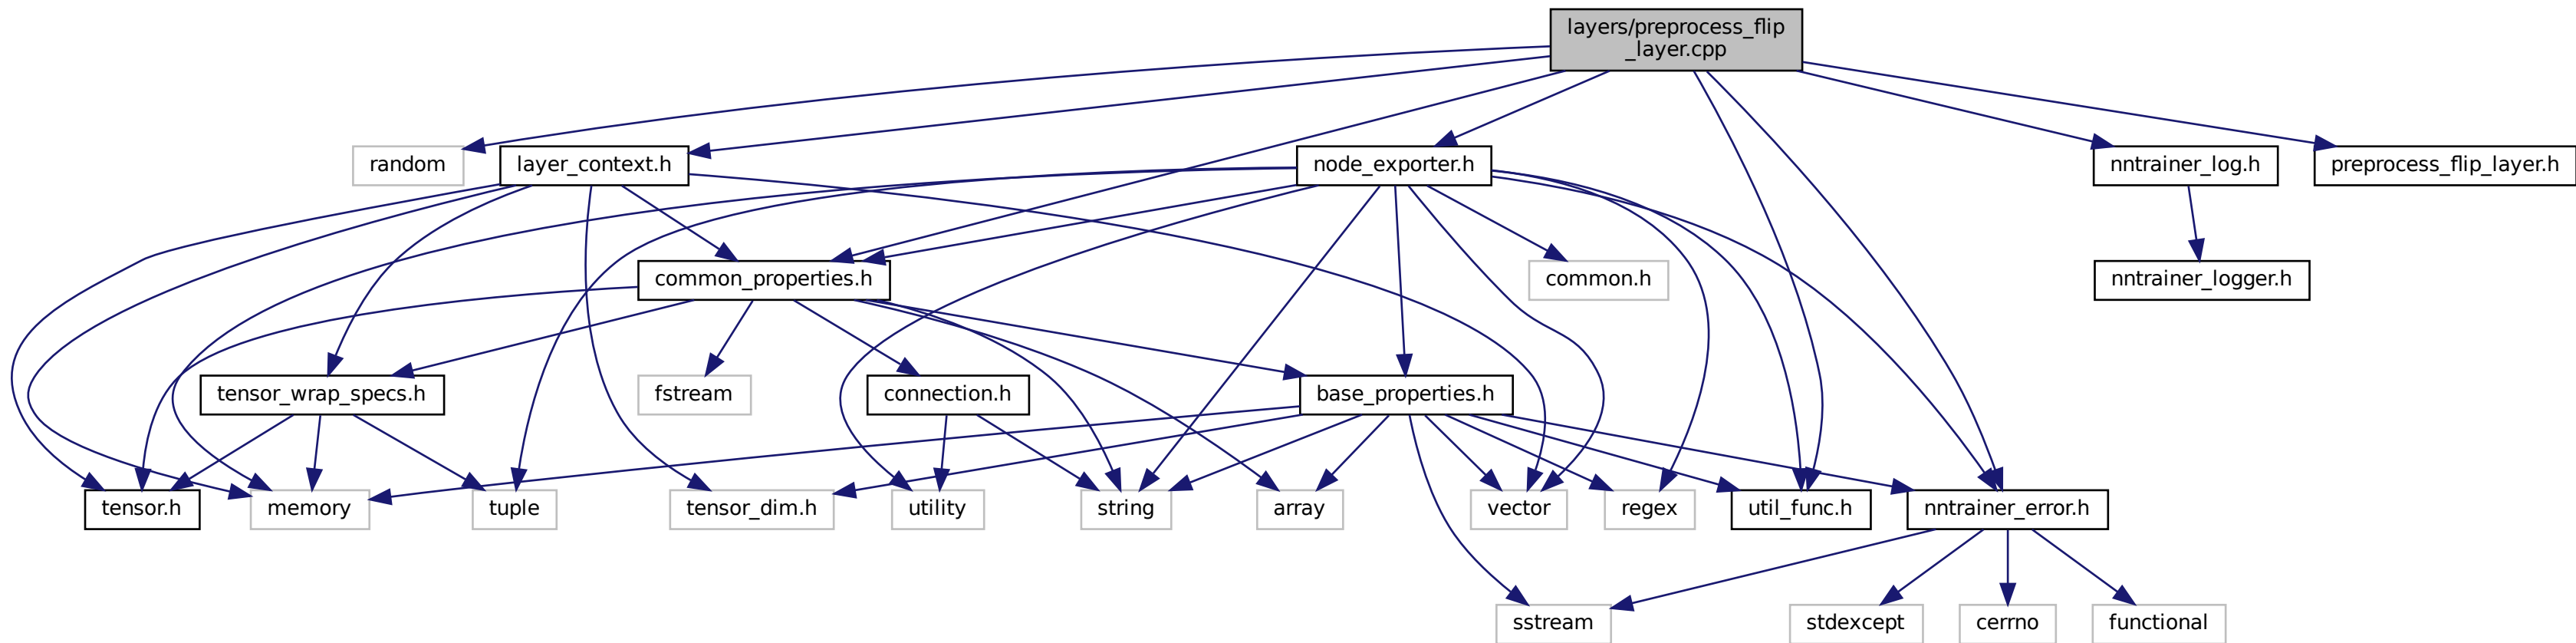 layers/preprocess_flip
_layer.cpp
random
layer_context.h
node_exporter.h
nntrainer_log.h
preprocess_flip_layer.h
common_properties.h
common.h
nntrainer_logger.h
tensor_wrap_specs.h
fstream
connection.h
base_properties.h
tensor.h
memory
tuple
tensor_dim.h
utility
string
array
vector
regex
util_func.h
nntrainer_error.h
sstream
stdexcept
cerrno
functional